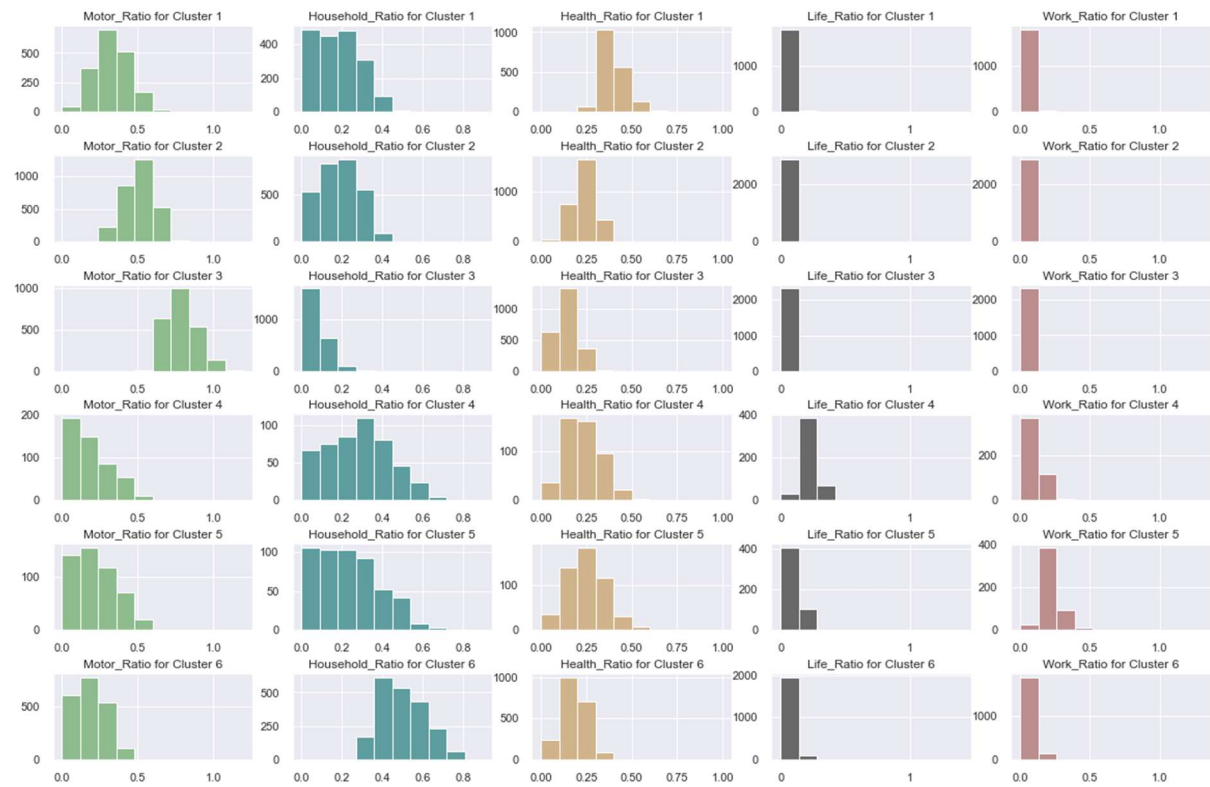 Motor_Ratio for Cluster 1 Household_Ratio for Cluster 1 Health_Ratio for Cluster 1 Life_Ratio for Cluster 1 Work_Ratio for Cluster 1
500 400 1000 1000 1000
250 200 500
0 0 0 0 0
0.0 0.5 1.0 0.0 0.2 0.4 0.6 0.8 0.00 0.25 0.50 0.75 1.00 0 1 0.0 0.5 1.0
Motor_Ratio for Cluster 2 Household_Ratio for Cluster 2 Health_Ratio for Cluster 2 Life_Ratio for Cluster 2 Work_Ratio for Cluster 2
1000 500 1000 2000 2000
500
0 0 0 0 0
0.0 0.5 1.0 0.0 0.2 0.4 0.6 0.8 0.00 0.25 0.50 0.75 1.00 0 1 0.0 0.5 1.0
Motor_Ratio for Cluster 3 Household_Ratio for Cluster 3 Health_Ratio for Cluster 3 Life_Ratio for Cluster 3 Work_Ratio for Cluster 3
1000 1000 1000 2000 2000
500 500 1000 1000
0 0 0 0 0
0.0 0.5 1.0 0.0 0.2 0.4 0.6 0.8 0.00 0.25 0.50 0.75 1.00 0 1 0.0 0.5 1.0
Motor_Ratio for Cluster 4 Household_Ratio for Cluster 4 Health_Ratio for Cluster 4 Life_Ratio for Cluster 4 Work_Ratio for Cluster 4
200 100 100 400 200
100 50 200
0 0 0 0 0
0.0 0.5 1.0 0.0 0.2 0.4 0.6 0.8 0.00 0.25 0.50 0.75 1.00 0 1 0.0 0.5 1.0
Motor_Ratio for Cluster 5 Household_Ratio for Cluster 5 Health_Ratio for Cluster 5 Life_Ratio for Cluster 5 Work_Ratio for Cluster 5
100 100 100 400 400
50 200 200
0 0 0 0 0
0.0 0.5 1.0 0.0 0.2 0.4 0.6 0.8 0.00 0.25 0.50 0.75 1.00 0 1 0.0 0.5 1.0
Motor_Ratio for Cluster 6 Household_Ratio for Cluster 6 Health_Ratio for Cluster 6 Life_Ratio for Cluster 6 Work_Ratio for Cluster 6
500 500 1000 2000 1000
250 500 1000
0 0 0 0 0
0.0 0.5 1.0 0.0 0.2 0.4 0.6 0.8 0.00 0.25 0.50 0.75 1.00 0 1 0.0 0.5 1.0